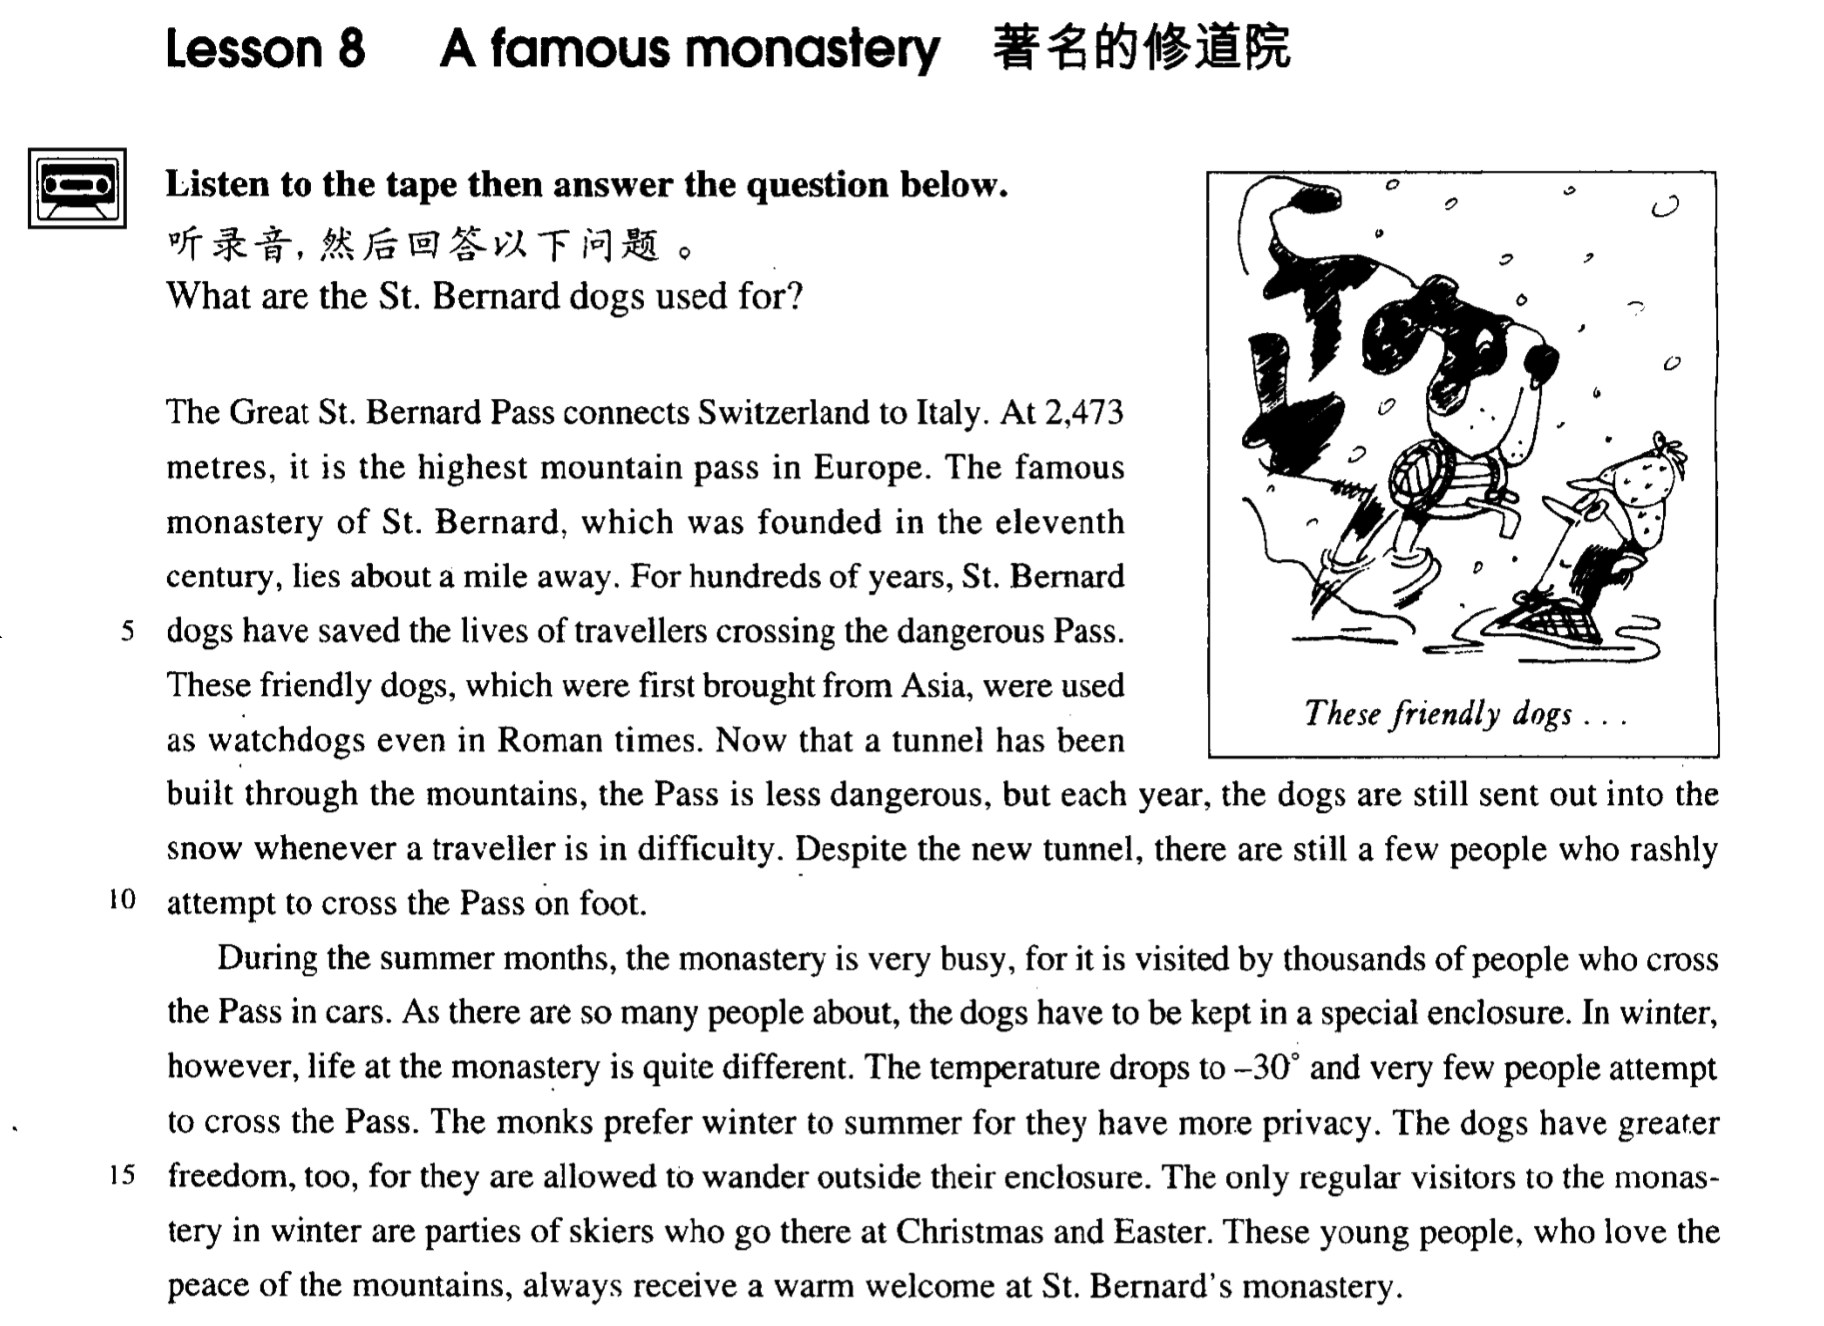 Lesson 8 A famous monastery 著名的修道院
Listen to the tape then answer the question below.
听录音, 然后回答以下问题。
What are the St. Bernard dogs used for?
The Great St. Bernard Pass connects Switzerland to Italy. At 2,473
metres, it is the highest mountain pass in Europe. The famous
monastery of St. Bernard, which was founded in the eleventh
century, lies about a mile away. For hundreds of years, St. Bernard
5 dogs have saved the lives of travellers crossing the dangerous Pass.
These friendly dogs, which were first brought from Asia, were used
as watchdogs even in Roman times. Now that a tunnel has been
These friendly dogs . . .
built through the mountains, the Pass is less dangerous, but each year, the dogs are still sent out into the
snow whenever a traveller is in difficulty. Despite the new tunnel, there are still a few people who rashly
10 attempt to cross the Pass on foot.
During the summer months, the monastery is very busy, for it is visited by thousands of people who cross
the Pass in cars. As there are so many people about, the dogs have to be kept in a special enclosure. In winter,
however, life at the monastery is quite different. The temperature drops to –30° and very few people attempt
to cross the Pass. The monks prefer winter to summer for they have more privacy. The dogs have greater
15 freedom, too, for they are allowed to wander outside their enclosure. The only regular visitors to the monas-
tery in winter are parties of skiers who go there at Christmas and Easter. These young people, who love the
peace of the mountains, always receive a warm welcome at St. Bernard's monastery.